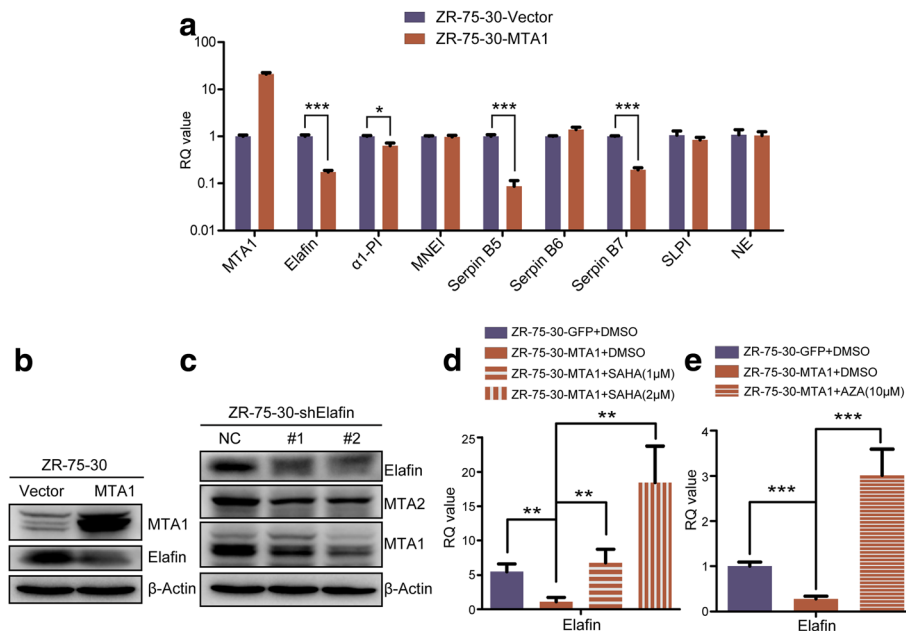 a
ZR-75-30-Vector
ZR-75-30-MTA1
100
10
1
0.1
0.01
RQ value
***
*
***
***
MTA1
Elafin
α1-PI
MNEI
Serpin B5
Serpin B6
Serpin B7
SLPI
NE
b
ZR-75-30
Vector MTA1
MTA1
Elafin
β-Actin
c
ZR-75-30-shElafin
NC #1 #2
Elafin
MTA2
MTA1
β-Actin
d
ZR-75-30-GFP+DMSO
ZR-75-30-MTA1+DMSO
ZR-75-30-MTA1+SAHA(1μM)
ZR-75-30-MTA1+SAHA(2μM)
25
20
15
10
5
0
RQ value
**
**
**
Elafin
e
ZR-75-30-GFP+DMSO
ZR-75-30-MTA1+DMSO
ZR-75-30-MTA1+AZA(10μM)
4
3
2
1
0
RQ value
***
***
Elafin